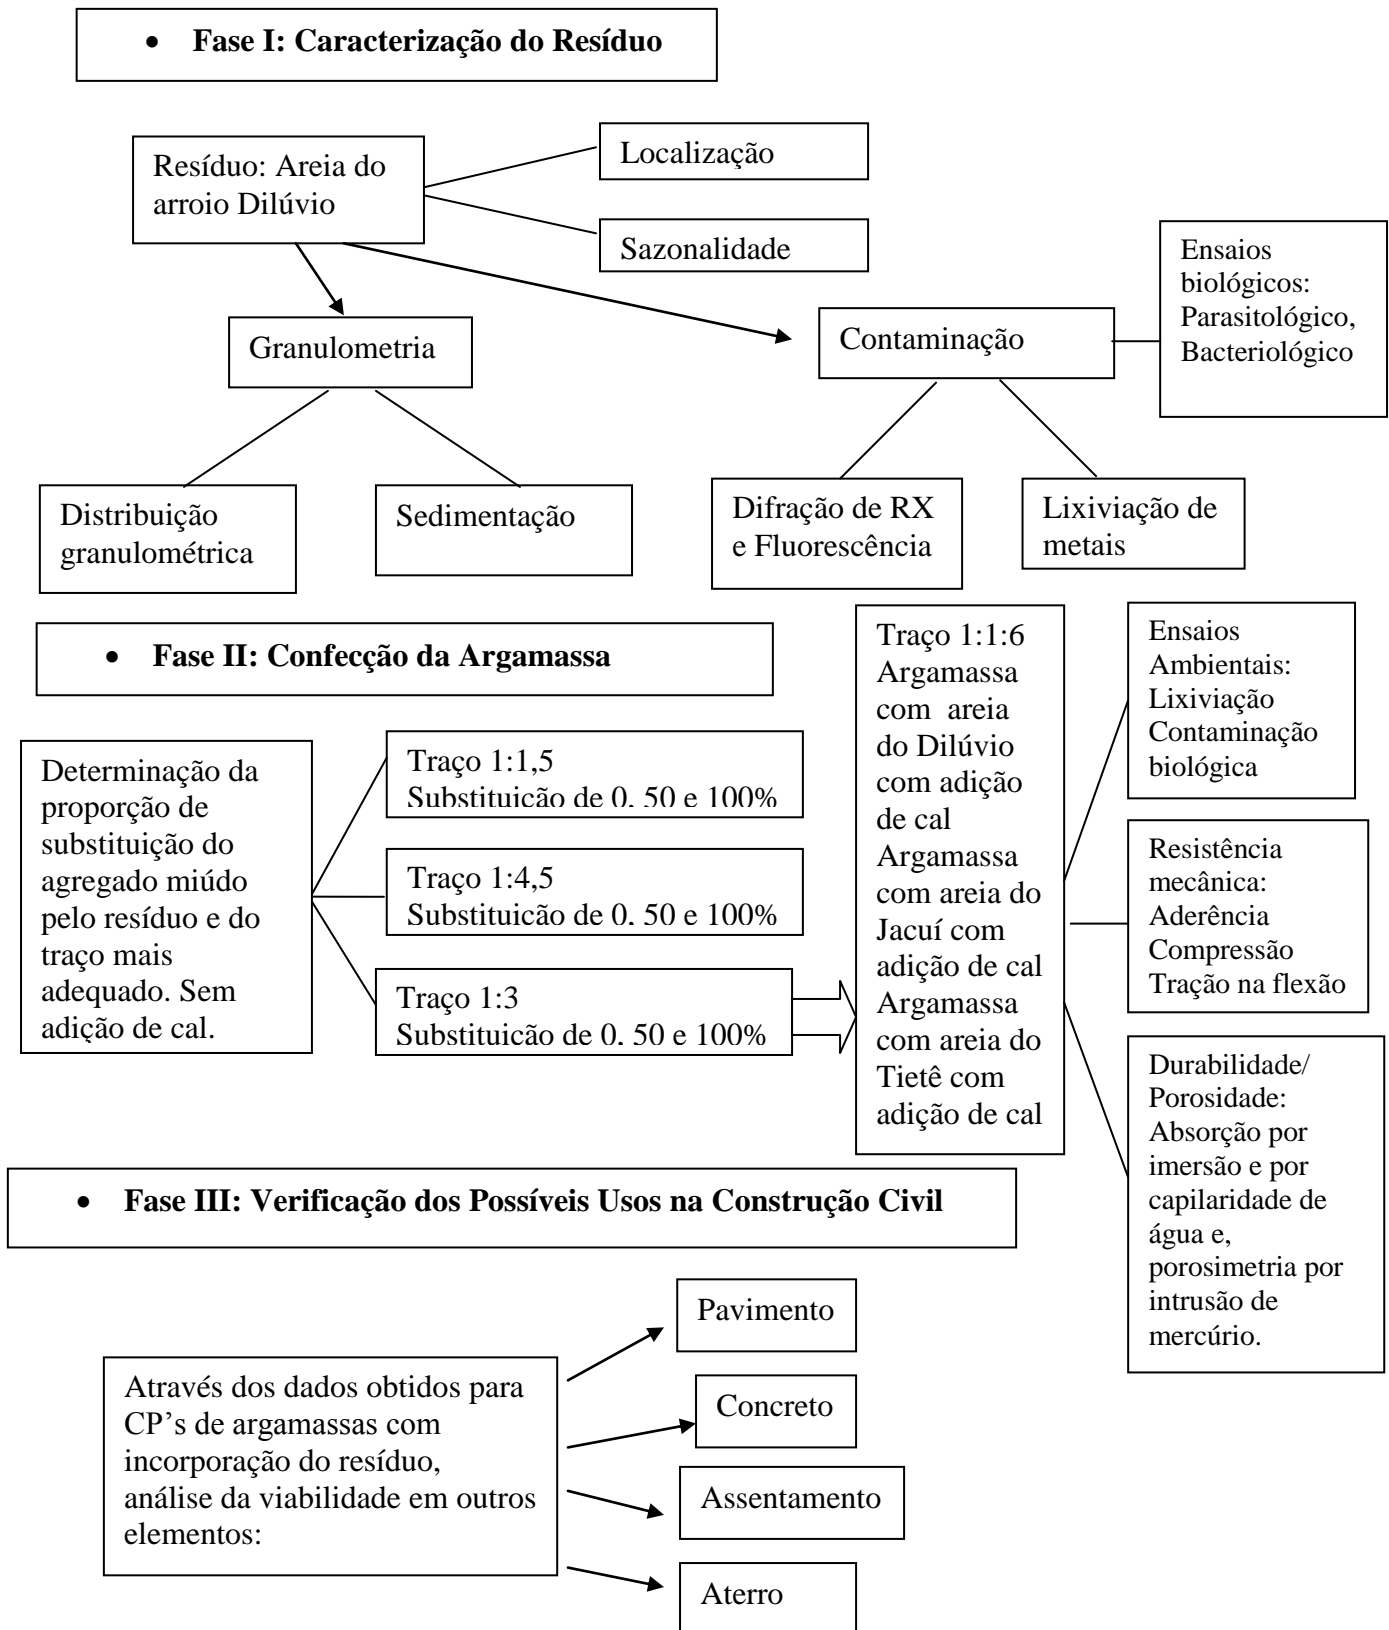 • Fase I: Caracterização do Resíduo
Resíduo: Areia do
arroio Dilúvio
Localização
Sazonalidade
Granulometria
Contaminação
Ensaios
biológicos:
Parasitológico,
Bacteriológico
Distribuição
granulométrica
Sedimentação
Difração de RX
e Fluorescência
Lixiviação de
metais
• Fase II: Confecção da Argamassa
Determinação da
proporção de
substituição do
agregado miúdo
pelo resíduo e do
traço mais
adequado. Sem
adição de cal.
Traço 1:1,5
Substituição de 0, 50 e 100%
Traço 1:4,5
Substituição de 0, 50 e 100%
Traço 1:3
Substituição de 0, 50 e 100%
Traço 1:1:6
Argamassa
com areia
do Dilúvio
com adição
de cal
Argamassa
com areia do
Jacuí com
adição de cal
Argamassa
com areia do
Tietê com
adição de cal
Ensaios
Ambientais:
Lixiviação
Contaminação
biológica
Resistência
mecânica:
Aderência
Compressão
Tração na flexão
Durabilidade/
Porosidade:
Absorção por
imersão e por
capilaridade de
água e,
porosimetria por
intrusão de
mercúrio.
• Fase III: Verificação dos Possíveis Usos na Construção Civil
Através dos dados obtidos para
CP’s de argamassas com
incorporação do resíduo,
análise da viabilidade em outros
elementos:
Pavimento
Concreto
Assentamento
Aterro